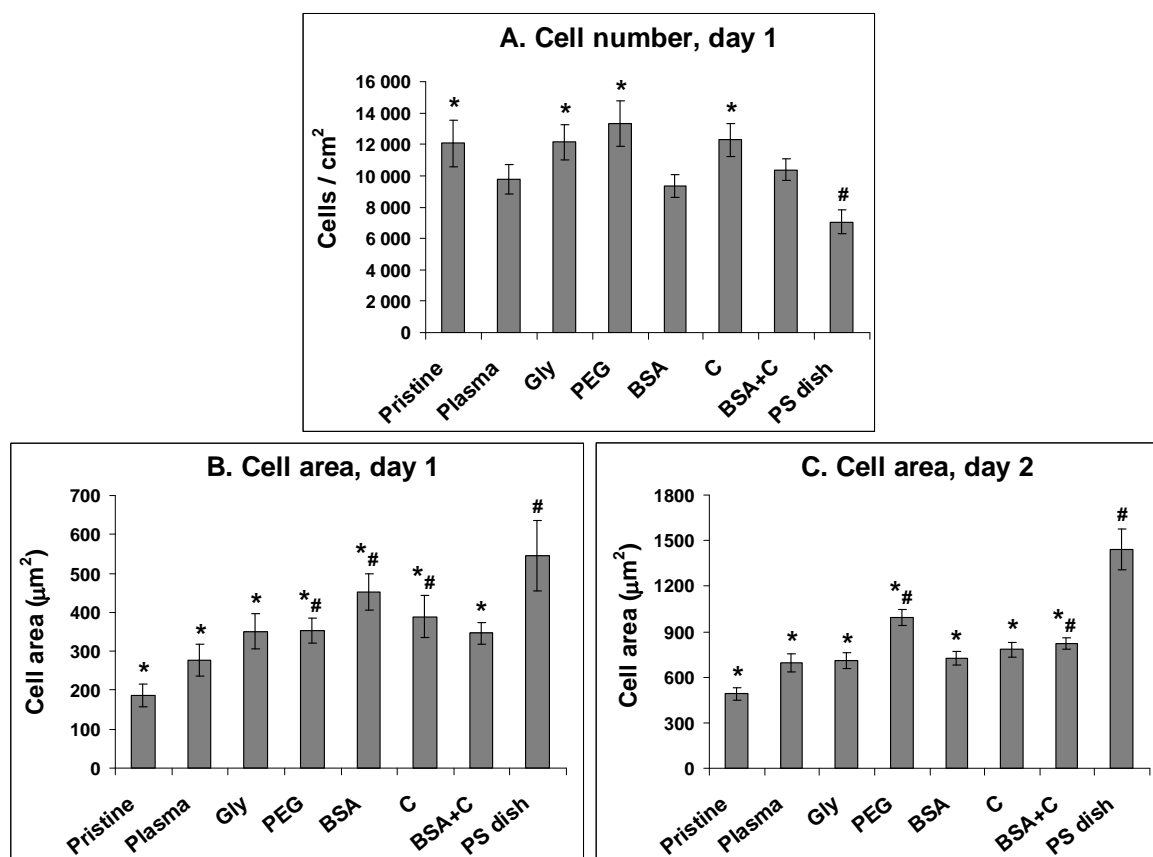 A. Cell number, day 1
Cells / cm²
16 000
14 000
12 000
10 000
8 000
6 000
4 000
2 000
0
* * * * #
Pristine Plasma Gly PEG BSA C BSA+C PS dish
B. Cell area, day 1
Cell area (μm²)
700
600
500
400
300
200
100
0
* * * *# *# *# * #
Pristine Plasma Gly PEG BSA C BSA+C PS dish
C. Cell area, day 2
Cell area (μm²)
1800
1500
1200
900
600
300
0
* * * *# * * *# #
Pristine Plasma Gly PEG BSA C BSA+C PS dish